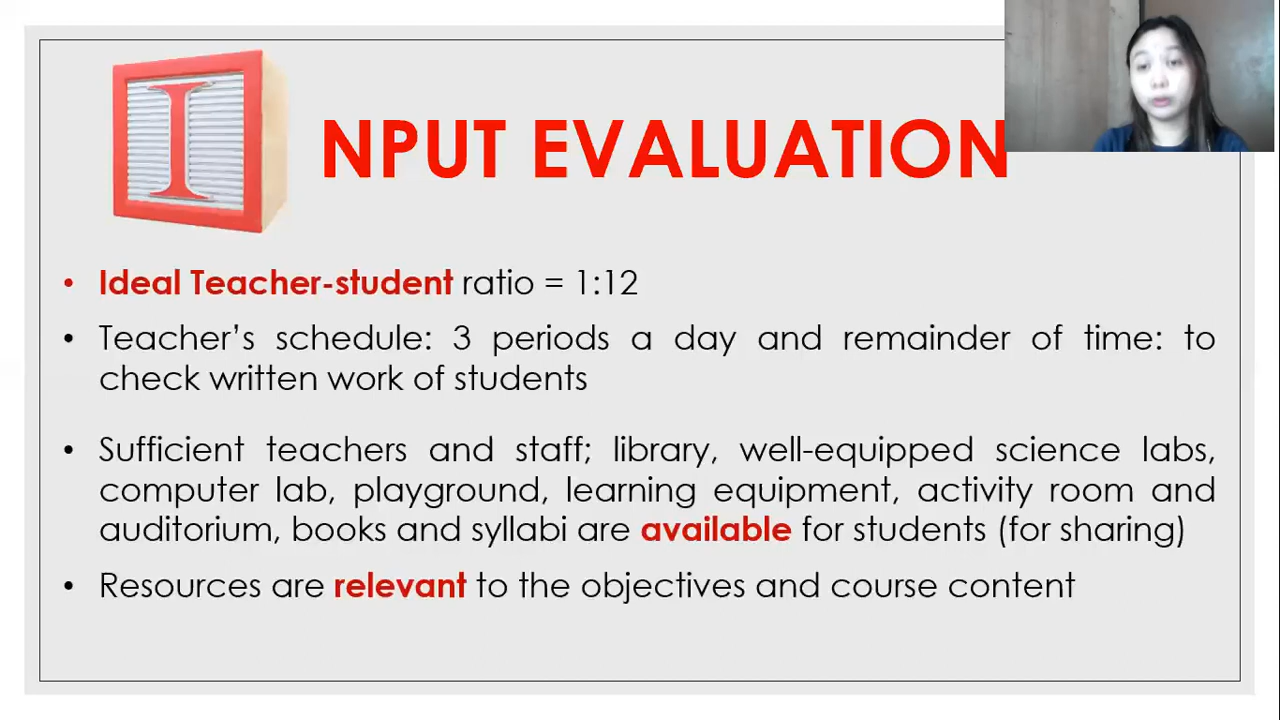 INPUT EVALUATION
• Ideal Teacher-student ratio = 1:12
• Teacher’s schedule: 3 periods a day and remainder of time: to
check written work of students
• Sufficient teachers and staff; library, well-equipped science labs,
computer lab, playground, learning equipment, activity room and
auditorium, books and syllabi are available for students (for sharing)
• Resources are relevant to the objectives and course content